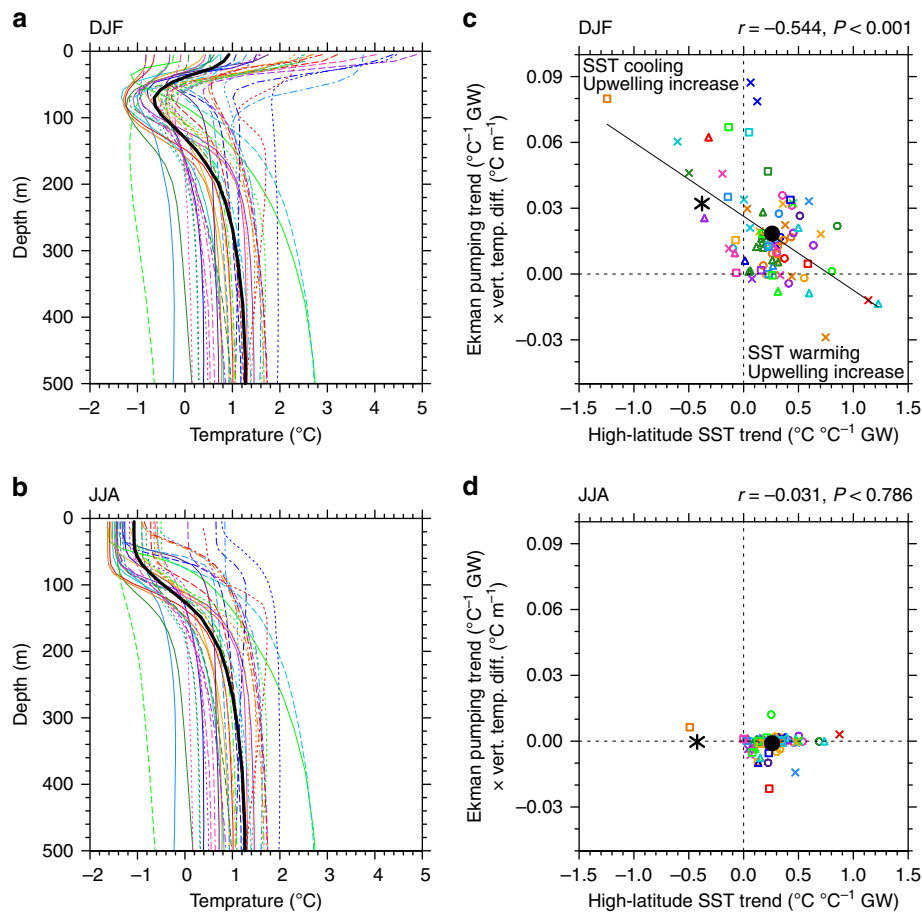 a DJF
0
100
200
300
400
500
Depth (m)
−2 −1 0 1 2 3 4 5
Temprature (°C)
c DJF r = −0.544, P < 0.001
SST cooling
Upwelling increase
0.09
0.06
0.03
0.00
−0.03
Ekman pumping trend (°C⁻¹ GW)
× vert. temp. diff. (°C m⁻¹)
SST warming
Upwelling increase
−1.5 −1.0 −0.5 0.0 0.5 1.0 1.5
High-latitude SST trend (°C °C⁻¹ GW)
b JJA
0
100
200
300
400
500
Depth (m)
−2 −1 0 1 2 3 4 5
Temprature (°C)
d JJA r = −0.031, P < 0.786
0.09
0.06
0.03
0.00
−0.03
Ekman pumping trend (°C⁻¹ GW)
× vert. temp. diff. (°C m⁻¹)
−1.5 −1.0 −0.5 0.0 0.5 1.0 1.5
High-latitude SST trend (°C °C⁻¹ GW)